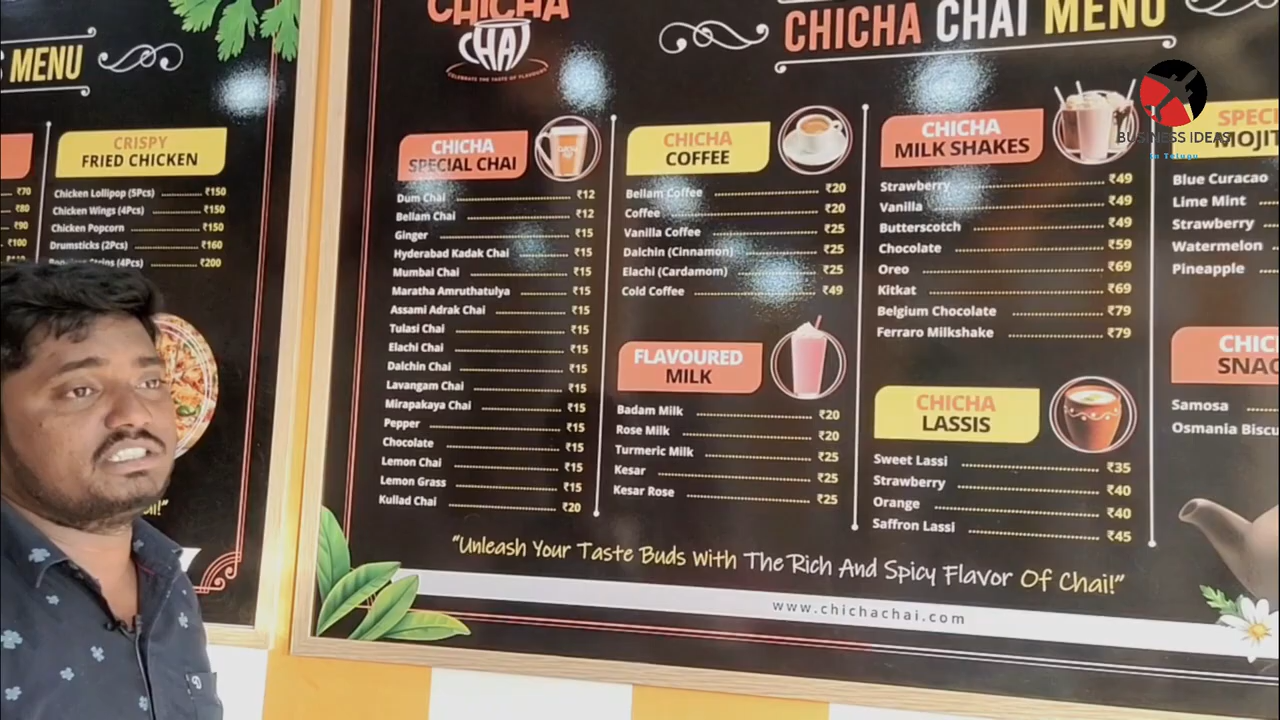 MENU
CRISPY
FRIED CHICKEN
₹70
₹80
₹90
₹100
Chicken Lollipop (5Pcs) ₹150
Chicken Wings (4Pcs) ₹150
Chicken Popcorn ₹150
Drumsticks (2Pcs) ₹160
(4Pcs) ₹200
CHICHA
CHAI
CELEBRATE THE TASTE OF FLAVOURS
CHICHA CHAI MENU
CHICHA
SPECIAL CHAI
Dum Chai ₹12
Bellam Chai ₹12
Ginger ₹15
Hyderabad Kadak Chai ₹15
Mumbai Chai ₹15
Maratha Amruthatulya ₹15
Assami Adrak Chai ₹15
Tulasi Chai ₹15
Elachi Chai ₹15
Dalchin Chai ₹15
Lavangam Chai ₹15
Mirapakaya Chai ₹15
Pepper ₹15
Chocolate ₹15
Lemon Chai ₹15
Lemon Grass ₹15
Kullad Chai ₹20
CHICHA
COFFEE
Bellam Coffee ₹20
Coffee ₹20
Vanilla Coffee ₹25
Dalchin (Cinnamon) ₹25
Elachi (Cardamom) ₹25
Cold Coffee ₹49
FLAVOURED
MILK
Badam Milk ₹20
Rose Milk ₹20
Turmeric Milk ₹25
Kesar ₹25
Kesar Rose ₹25
CHICHA
MILK SHAKES
Strawberry ₹49
Vanilla ₹49
Butterscotch ₹49
Chocolate ₹59
Oreo ₹69
Kitkat ₹69
Belgium Chocolate ₹79
Ferraro Milkshake ₹79
CHICHA
LASSIS
Sweet Lassi ₹35
Strawberry ₹40
Orange ₹40
Saffron Lassi ₹45
SPECI
MOJIT
Blue Curacao
Lime Mint
Strawberry
Watermelon
Pineapple
CHIC
SNAC
Samosa
Osmania Biscu
"Unleash Your Taste Buds With The Rich And Spicy Flavor Of Chai!"
www.chichachai.com
BUSINESS IDEAS
In Telugu